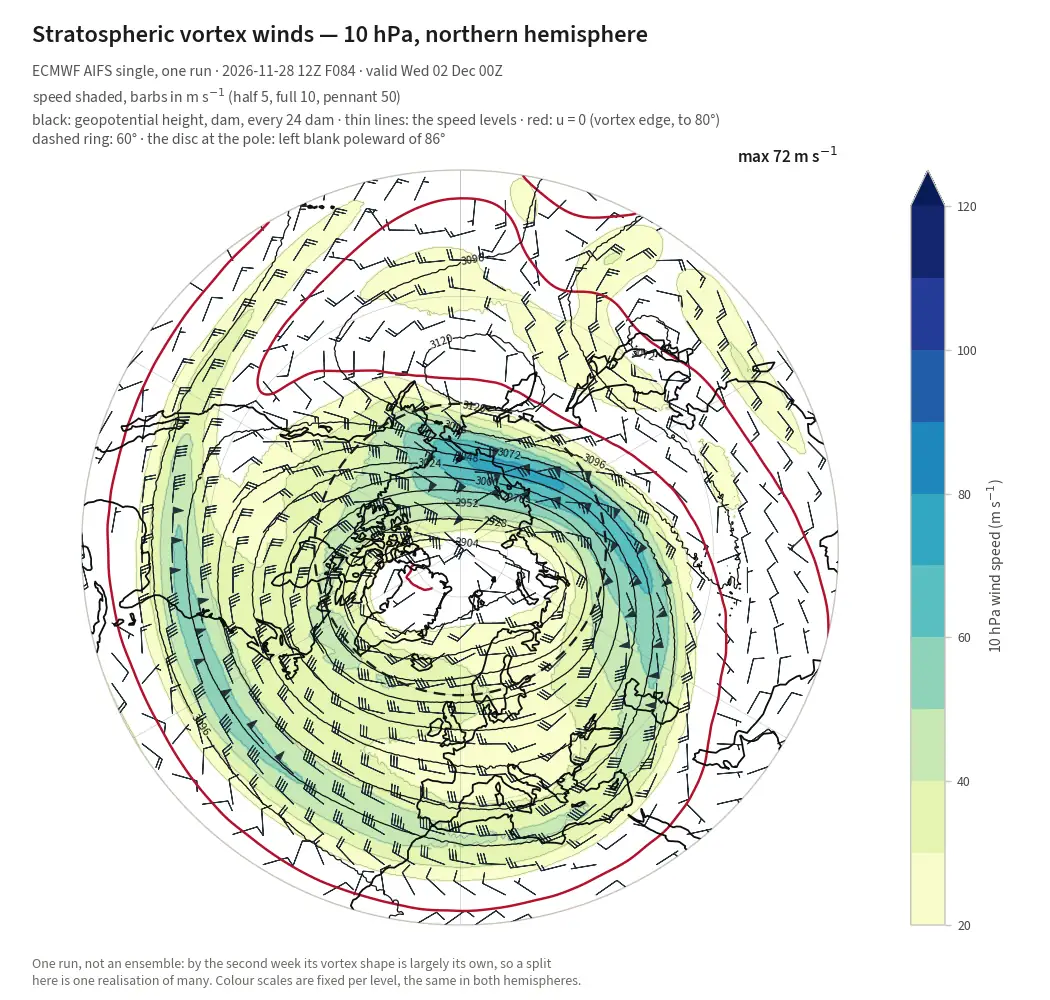 Stratospheric vortex winds — 10 hPa, northern hemisphere
ECMWF AIFS single, one run · 2026-11-28 12Z F084 · valid Wed 02 Dec 00Z
speed shaded, barbs in m s⁻¹ (half 5, full 10, pennant 50)
black: geopotential height, dam, every 24 dam · thin lines: the speed levels · red: u = 0 (vortex edge, to 80°)
dashed ring: 60° · the disc at the pole: left blank poleward of 86°
max 72 m s⁻¹
120
100
80
60
40
20
10 hPa wind speed (m s⁻¹)
3096
3120
3120
3072
3096
3024
2952
2928
2904
One run, not an ensemble: by the second week its vortex shape is largely its own, so a split
here is one realisation of many. Colour scales are fixed per level, the same in both hemispheres.